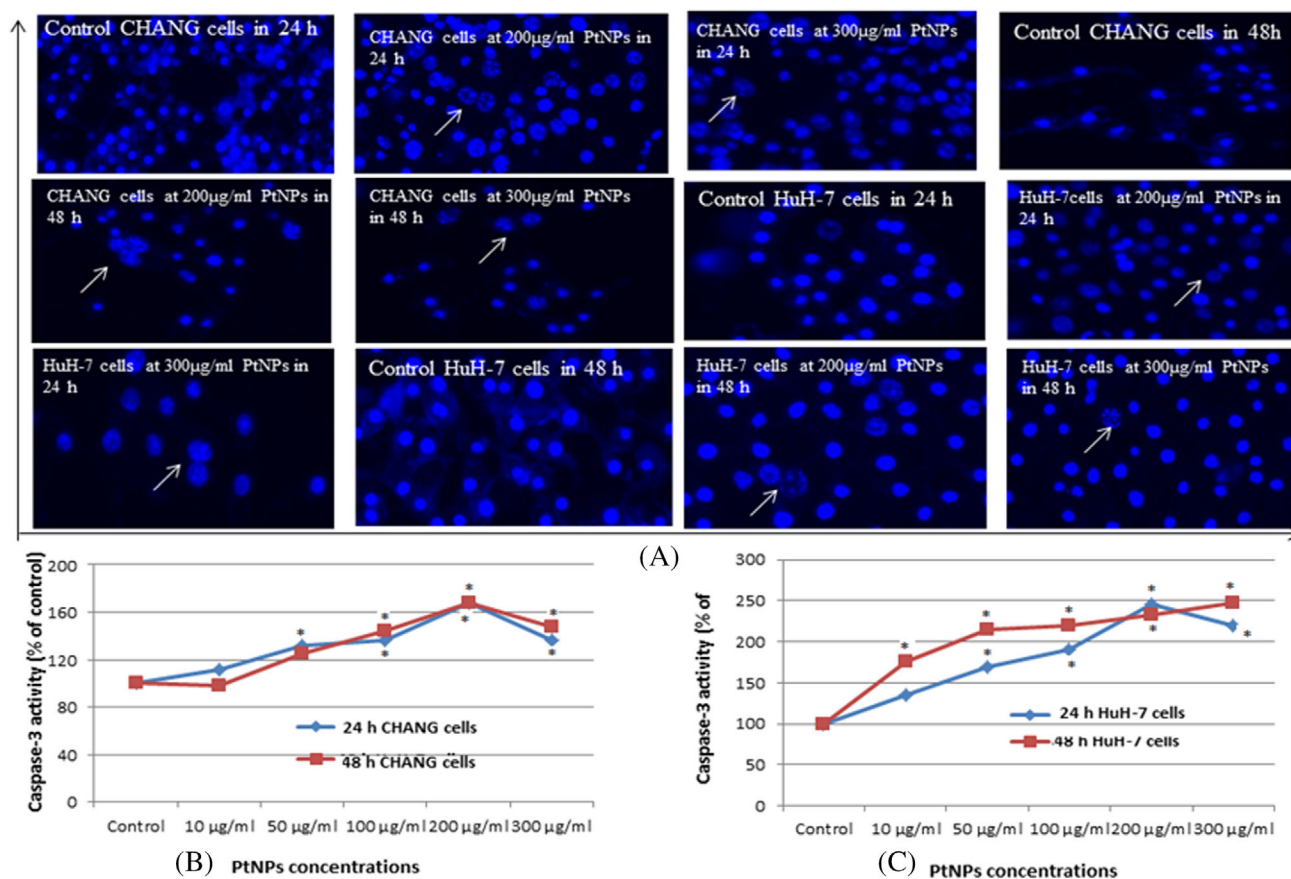 Control CHANG cells in 24 h
CHANG cells at 200µg/ml PtNPs in
24 h
CHANG cells at 300µg/ml PtNPs
in 24 h
Control CHANG cells in 48h
CHANG cells at 200µg/ml PtNPs in
48 h
CHANG cells at 300µg/ml PtNPs
in 48 h
Control HuH-7 cells in 24 h
HuH-7cells at 200µg/ml PtNPs in
24 h
HuH-7 cells at 300µg/ml PtNPs in
24 h
Control HuH-7 cells in 48 h
HuH-7 cells at 200µg/ml PtNPs
in 48 h
HuH-7 cells at 300µg/ml PtNPs
in 48 h
(A)
Caspase-3 activity (% of control)
200
160
120
80
40
0
* * * * * * *
24 h CHANG cells
48 h CHANG cells
Control 10 µg/ml 50 µg/ml 100 µg/ml 200 µg/ml 300 µg/ml
(B)
PtNPs concentrations
Caspase-3 activity (% of
300
250
200
150
100
50
0
* * * * * * * * *
24 h HuH-7 cells
48 h HuH-7 cells
Control 10 µg/ml 50 µg/ml 100 µg/ml 200 µg/ml 300 µg/ml
(C)
PtNPs concentrations